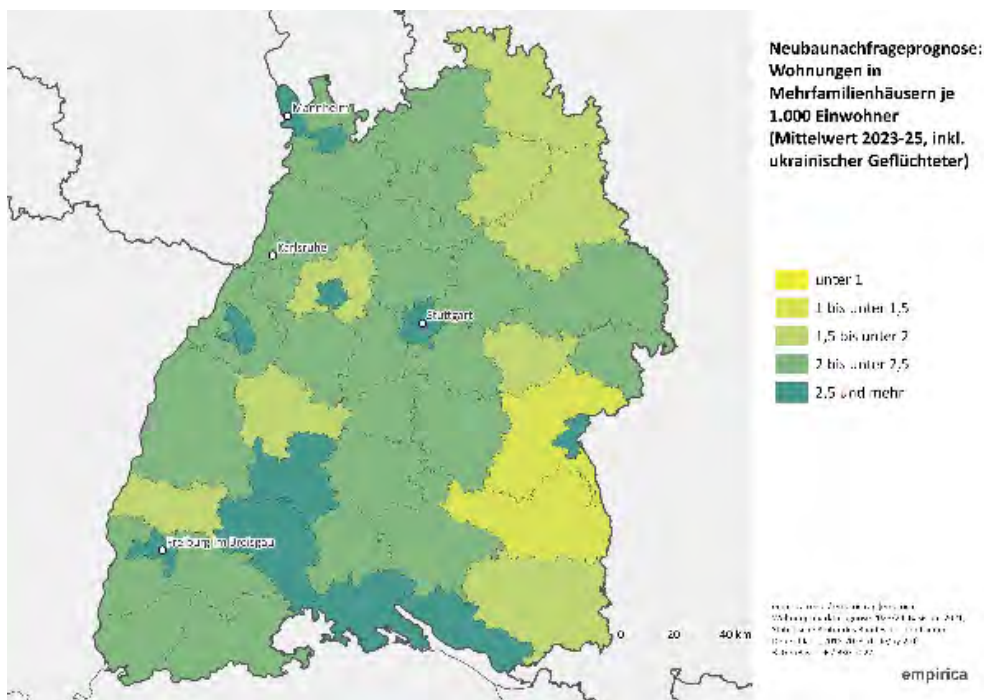 Neubaunachfrageprognose:
Wohnungen in
Mehrfamilienhäusern je
1.000 Einwohner
(Mittelwert 2023-25, inkl.
ukrainischer Geflüchteter)
Mannheim
Karlsruhe
Stuttgart
Freiburg im Breisgau
unter 1
1 bis unter 1,5
1,5 bis unter 2
2 bis unter 2,5
2,5 und mehr
0 20 40 km
empirica